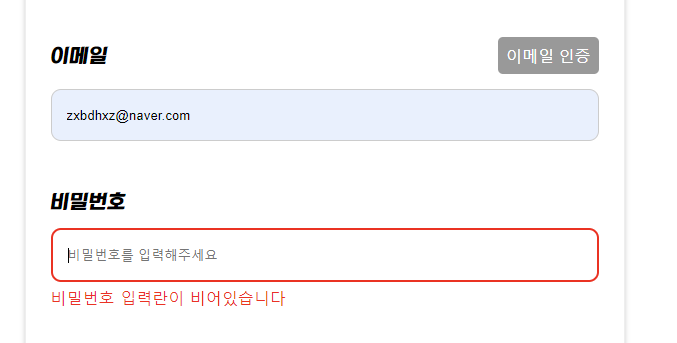 이메일
이메일 인증
zxbdhxz@naver.com
비밀번호
비밀번호를 입력해주세요
비밀번호 입력란이 비어있습니다